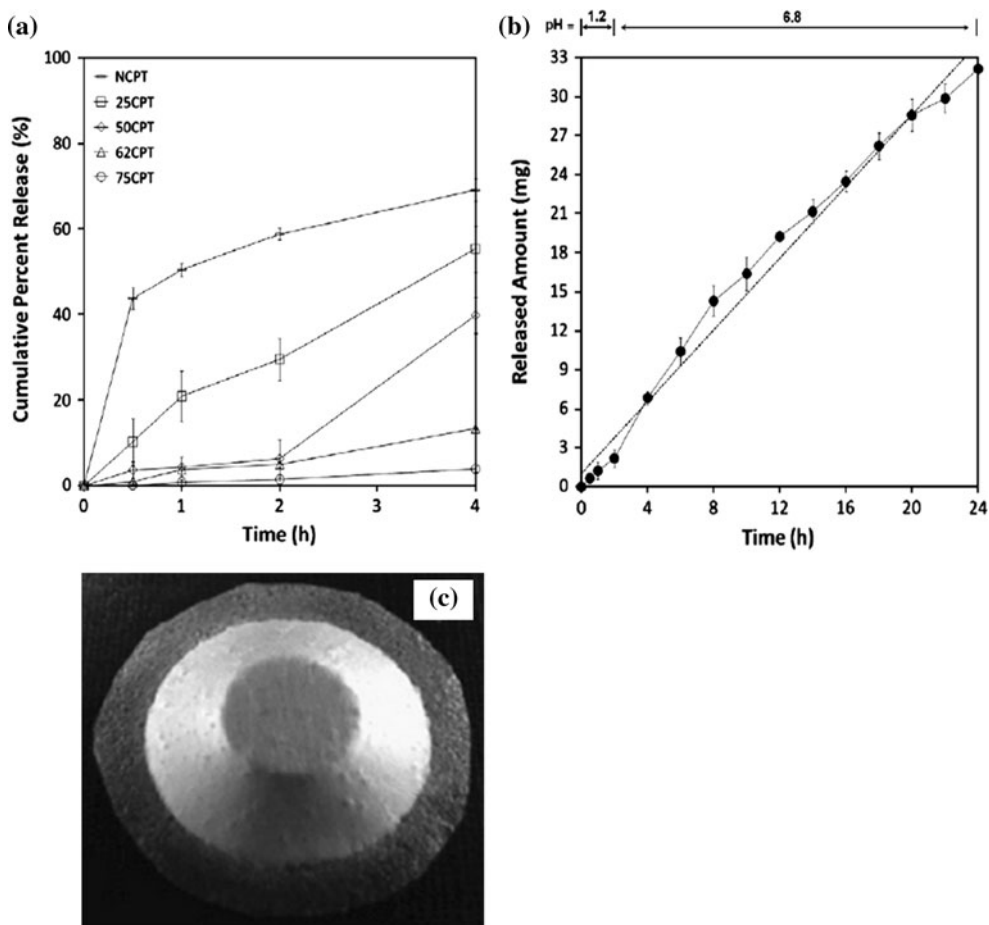 (a)
100
80
60
40
20
0
Cumulative Percent Release (%)
NCPT
25CPT
50CPT
62CPT
75CPT
0 1 2 3 4
Time (h)
(b)
pH = 1.2 6.8
33
30
27
24
21
18
15
12
9
6
3
0
Released Amount (mg)
0 4 8 12 16 20 24
Time (h)
(c)